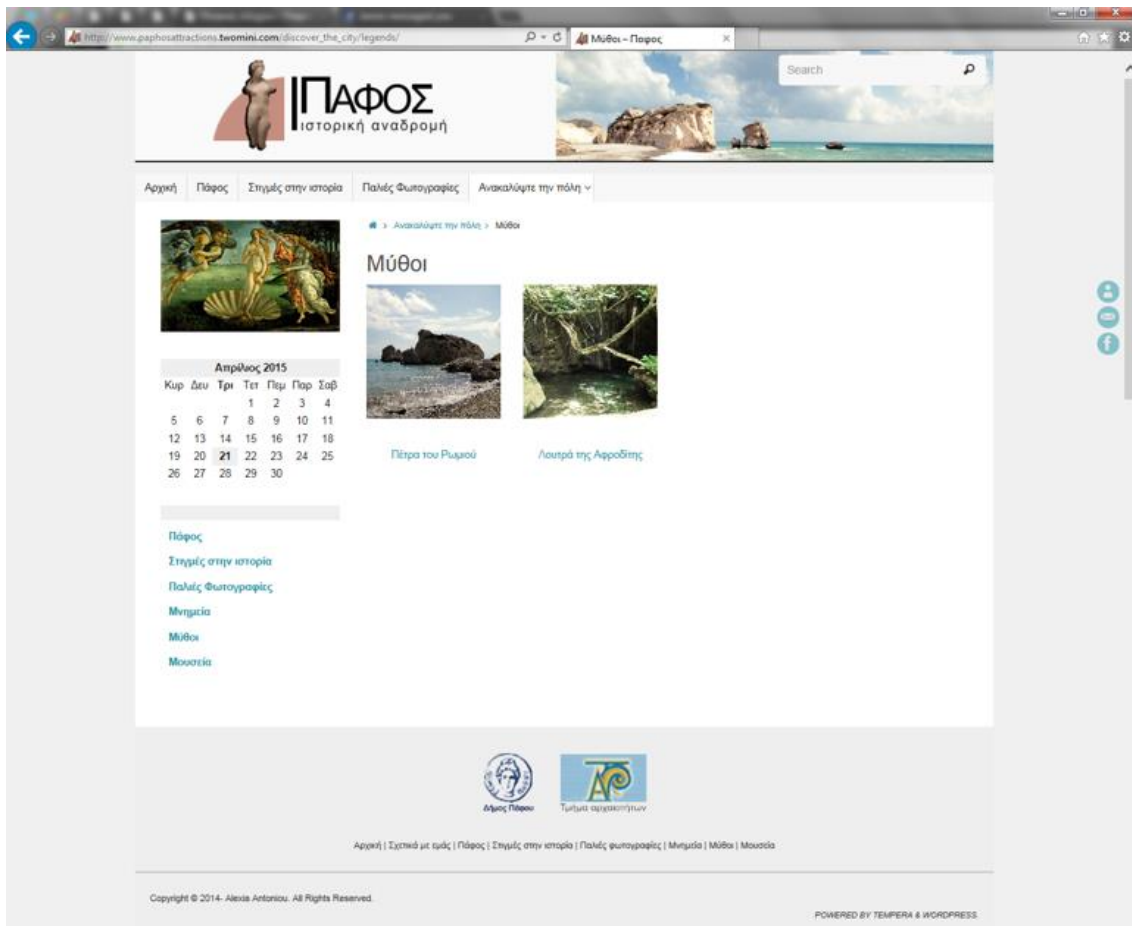 http://www.paphosattractions.twomini.com/discover_the_city/legends/
Μύθοι – Παφος
ΠΑΦΟΣ
ιστορική αναδρομή
Search
Αρχική Πάφος Στιγμές στην ιστορία Παλιές Φωτογραφίες Ανακαλύψτε την πόλη
Ανακαλύψτε την πόλη > Μύθοι
Μύθοι
Απρίλιος 2015
Κυρ Δευ Τρι Τετ Πεμ Παρ Σαβ
1 2 3 4
5 6 7 8 9 10 11
12 13 14 15 16 17 18
19 20 21 22 23 24 25
26 27 28 29 30
Πέτρα του Ρωμιού
Λουτρά της Αφροδίτης
Πάφος
Στιγμές στην ιστορία
Παλιές Φωτογραφίες
Μνημεία
Μύθοι
Μουσεία
Δήμος Πάφου
Τμήμα αρχαιοτήτων
Αρχική | Σχετικά με εμάς | Πάφος | Στιγμές στην ιστορία | Παλιές φωτογραφίες | Μνημεία | Μύθοι | Μουσεία
Copyright © 2014- Alexia Antoniou. All Rights Reserved.
POWERED BY TEMPERA & WORDPRESS.